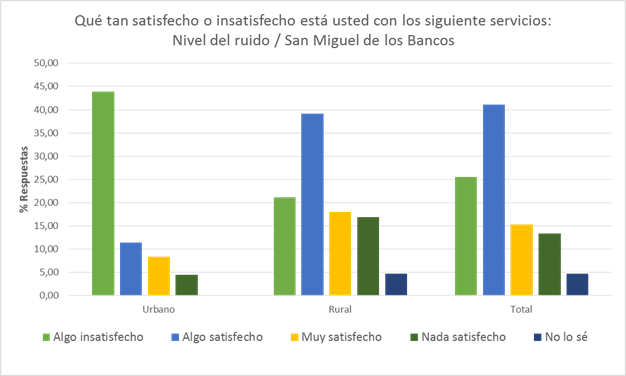 Qué tan satisfecho o insatisfecho está usted con los siguiente servicios:
Nivel del ruido / San Miguel de los Bancos
% Respuestas
50,00
45,00
40,00
35,00
30,00
25,00
20,00
15,00
10,00
5,00
0,00
Urbano Rural Total
Algo insatisfecho Algo satisfecho Muy satisfecho Nada satisfecho No lo sé